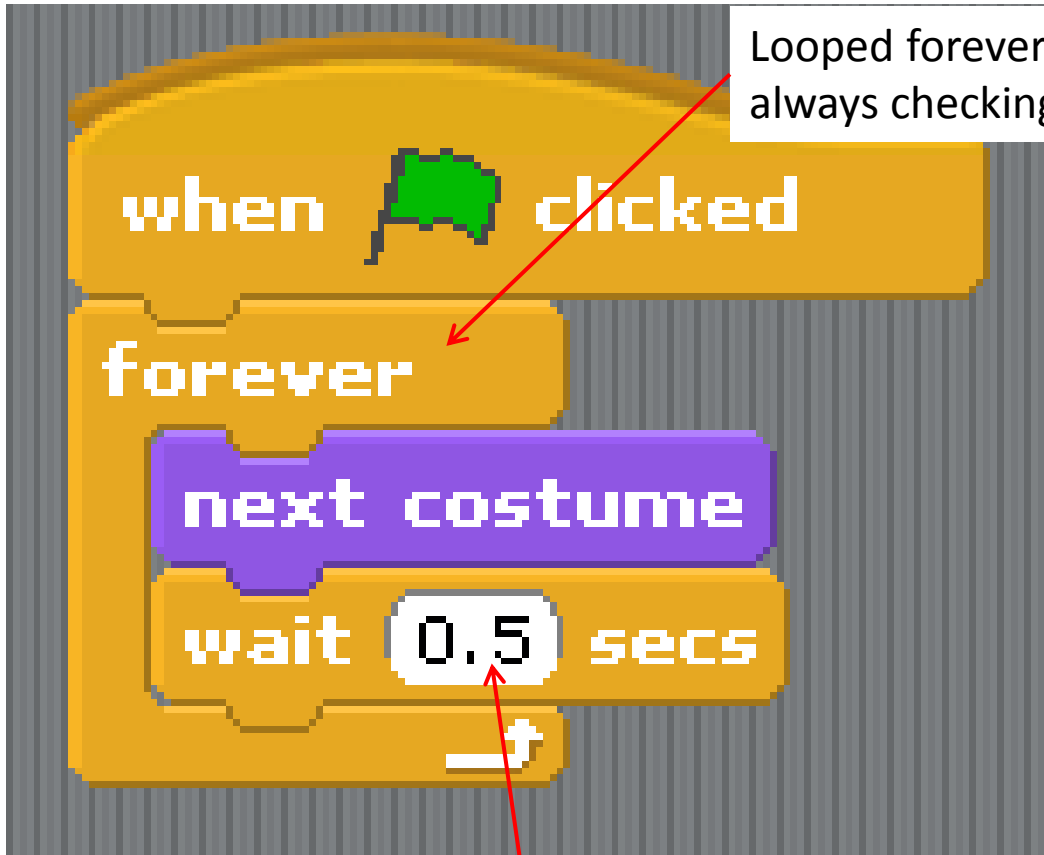 Looped forever
always checking
when clicked
forever
next costume
wait 0.5 secs